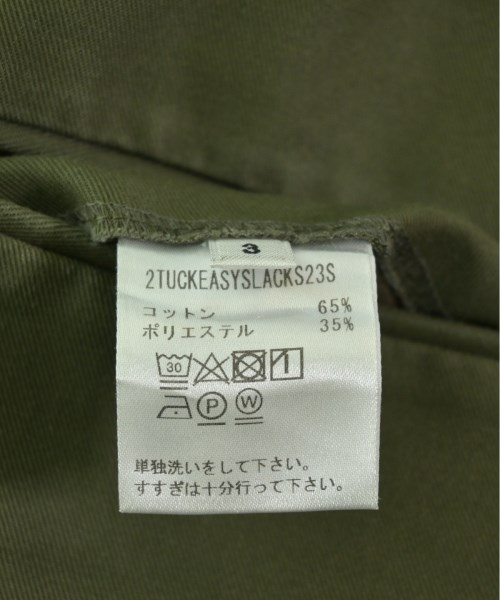 3
2TUCKEASYSLACKS23S
コットン 65%
ポリエステル 35%
30
P W
単独洗いをして下さい。
すすぎは十分行って下さい。